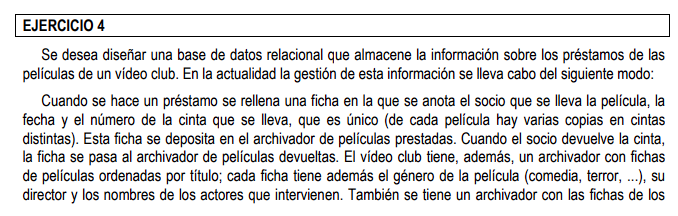 EJERCICIO 4
Se desea diseñar una base de datos relacional que almacene la información sobre los préstamos de las
películas de un vídeo club. En la actualidad la gestión de esta información se lleva cabo del siguiente modo:
Cuando se hace un préstamo se rellena una ficha en la que se anota el socio que se lleva la película, la
fecha y el número de la cinta que se lleva, que es único (de cada película hay varias copias en cintas
distintas). Esta ficha se deposita en el archivador de películas prestadas. Cuando el socio devuelve la cinta,
la ficha se pasa al archivador de películas devueltas. El vídeo club tiene, además, un archivador con fichas
de películas ordenadas por título; cada ficha tiene además el género de la película (comedia, terror, ...), su
director y los nombres de los actores que intervienen. También se tiene un archivador con las fichas de los